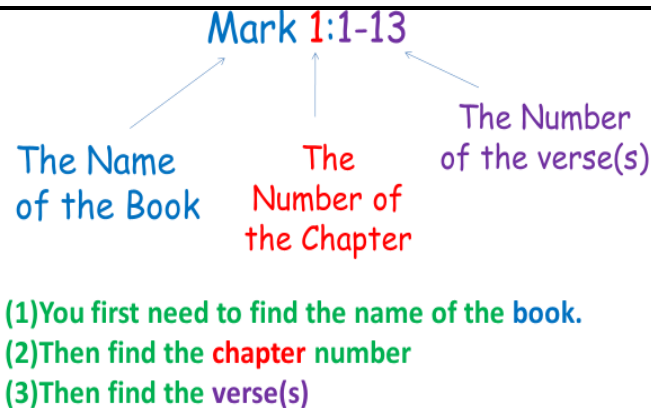 Mark 1:1-13
The Name
of the Book
The
Number of
the Chapter
The Number
of the verse(s)
(1)You first need to find the name of the book.
(2)Then find the chapter number
(3)Then find the verse(s)